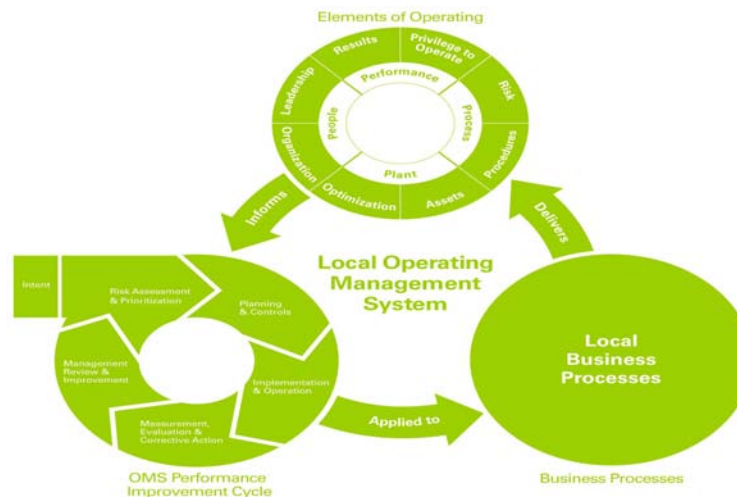 Elements of Operating
Results
Privilege to
Operate
Leadership
Risk
Performance
People
Process
Plant
Organization
Procedures
Optimization
Assets
Informs
Delivers
Local Operating
Management
System
Intent
Risk Assessment
& Prioritization
Planning
& Controls
Management
Review &
Improvement
Implementation
& Operation
Measurement,
Evaluation &
Corrective Action
Applied to
Local
Business
Processes
OMS Performance
Improvement Cycle
Business Processes